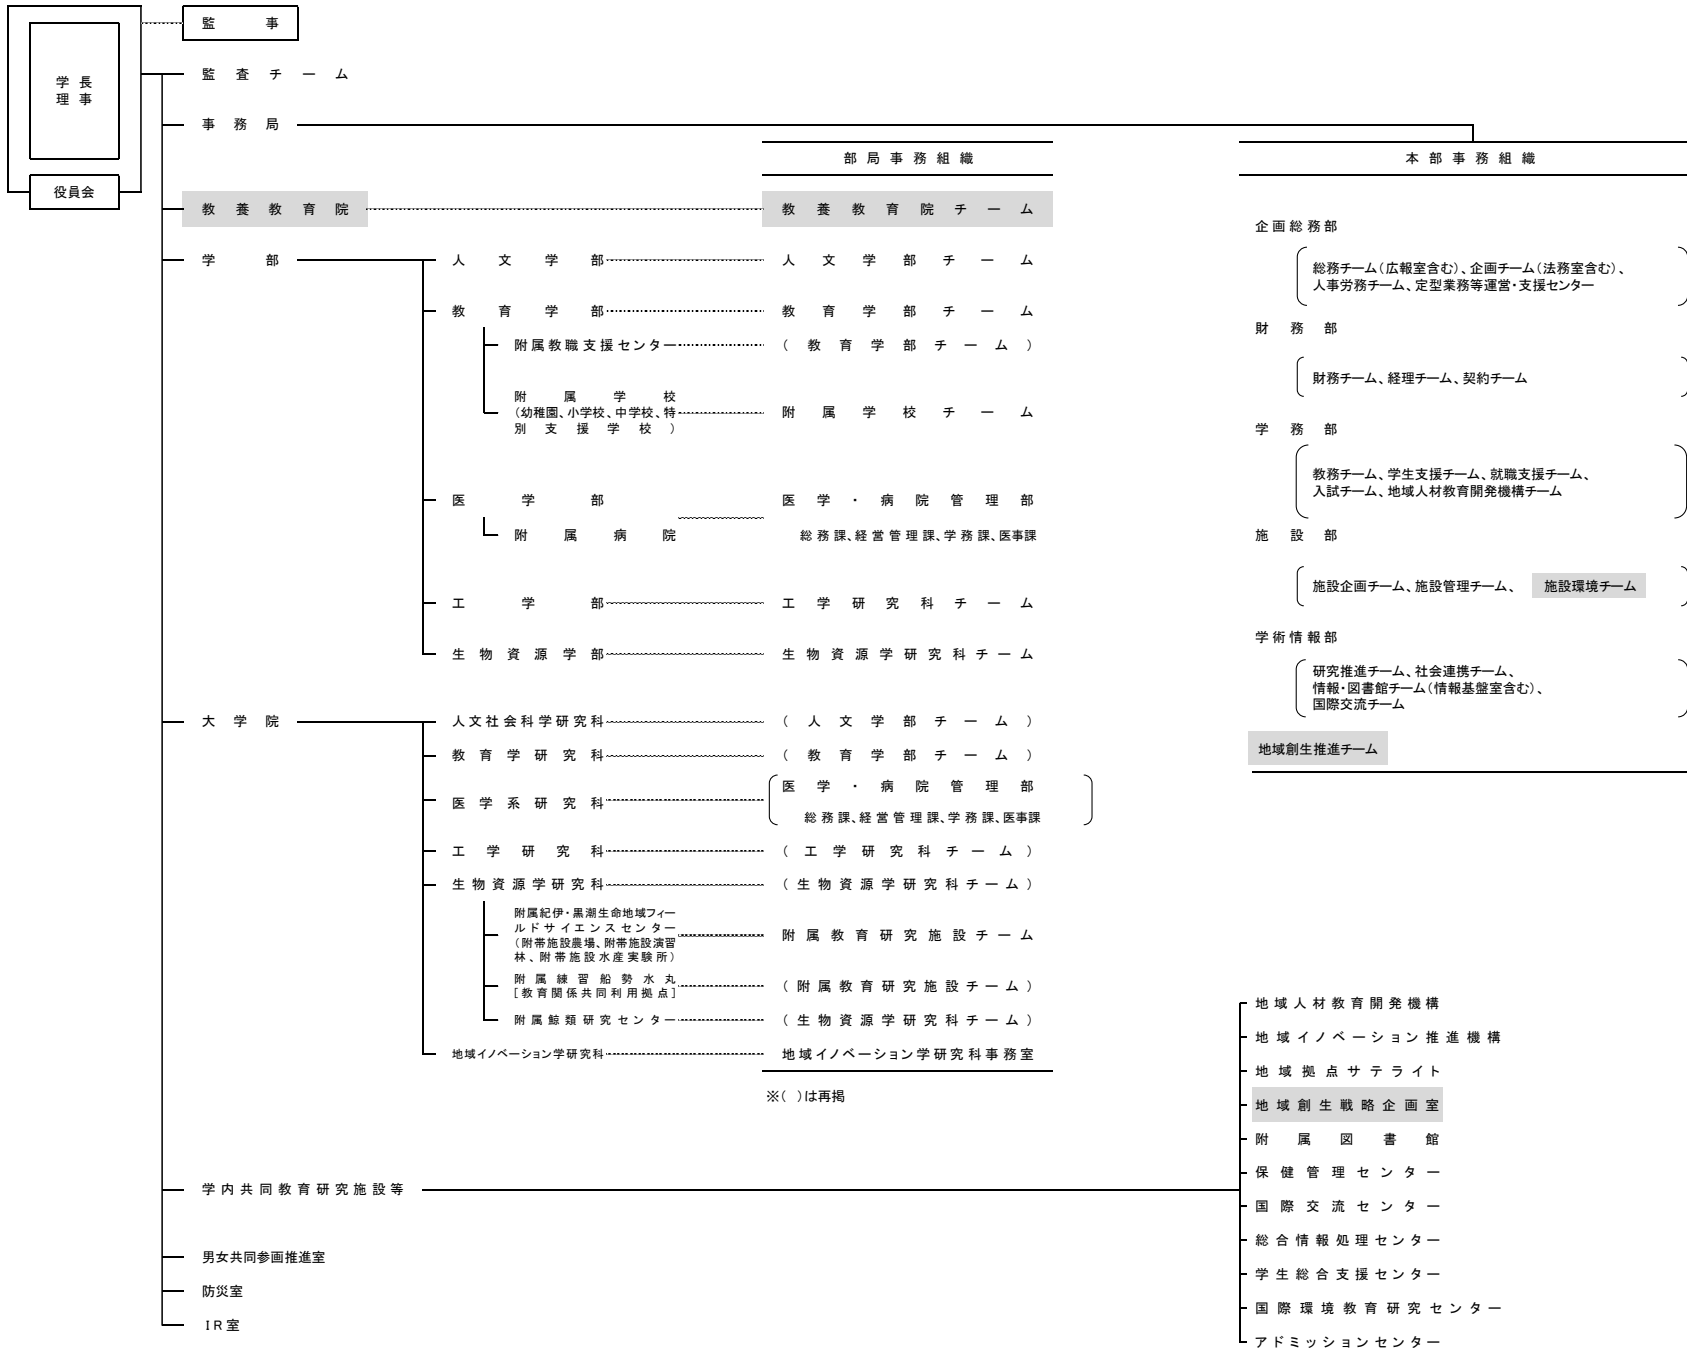 監事
学長
理事
役員会
監査チーム
事務局
部局事務組織
本部事務組織
教養教育院
教養教育院チーム
学部
人文学部
人文学部チーム
教育学部
教育学部チーム
附属教職支援センター
(教育学部チーム)
附属学校
(幼稚園、小学校、中学校、特
別支援学校)
附属学校チーム
医学部
医学・病院管理部
附属病院
総務課、経営管理課、学務課、医事課
工学部
工学研究科チーム
生物資源学部
生物資源学研究科チーム
大学院
人文社会科学研究科
(人文学部チーム)
教育学研究科
(教育学部チーム)
医学系研究科
医学・病院管理部
総務課、経営管理課、学務課、医事課
工学研究科
(工学研究科チーム)
生物資源学研究科
(生物資源学研究科チーム)
附属紀伊・黒潮生命地域フィー
ルドサイエンスセンター
(附帯施設農場、附帯施設演習
林、附帯施設水産実験所)
附属教育研究施設チーム
附属練習船勢水丸
[教育関係共同利用拠点]
(附属教育研究施設チーム)
附属鯨類研究センター
(生物資源学研究科チーム)
地域イノベーション学研究科
地域イノベーション学研究科事務室
※( )は再掲
企画総務部
総務チーム(広報室含む)、企画チーム(法務室含む)、
人事労務チーム、定型業務等運営・支援センター
財務部
財務チーム、経理チーム、契約チーム
学務部
教務チーム、学生支援チーム、就職支援チーム、
入試チーム、地域人材教育開発機構チーム
施設部
施設企画チーム、施設管理チーム、 施設環境チーム
学術情報部
研究推進チーム、社会連携チーム、
情報・図書館チーム(情報基盤室含む)、
国際交流チーム
地域創生推進チーム
学内共同教育研究施設等
地域人材教育開発機構
地域イノベーション推進機構
地域拠点サテライト
地域創生戦略企画室
附属図書館
保健管理センター
国際交流センター
総合情報処理センター
学生総合支援センター
国際環境教育研究センター
アドミッションセンター
男女共同参画推進室
防災室
IR室